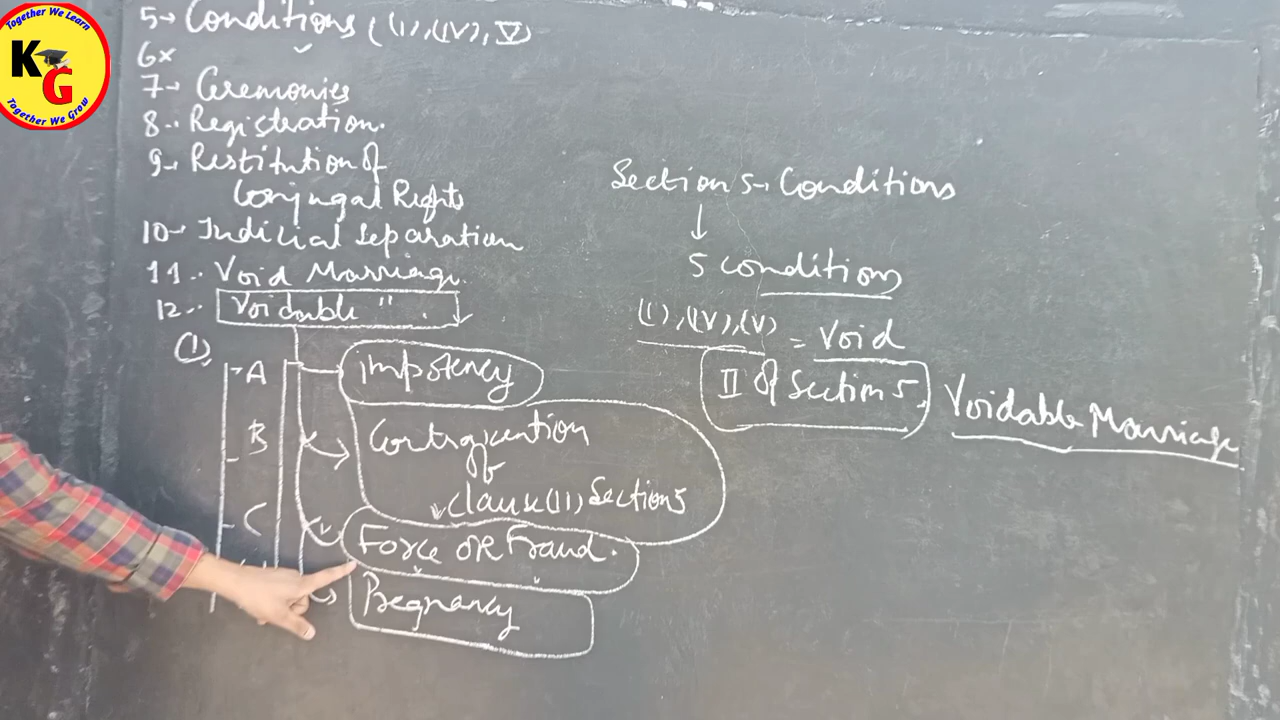 Together We Learn
KG
Together We Grow
5→ Conditions (I),(IV), V)
6×
7→ Ceremonies
8.. Registration.
9→ Restitution of
Conjugal Rights
10→ Judicial Separation
11.. Void Marriage.
12.. Voidable "
①
A
impotency
B
Contravention
of
clause (II) Section 5
C
Force OR Fraud.
Pregnancy
Section 5→ Conditions
↓
5 conditions
(I),(IV),(V) = Void
II of Section 5, Voidable Marriage